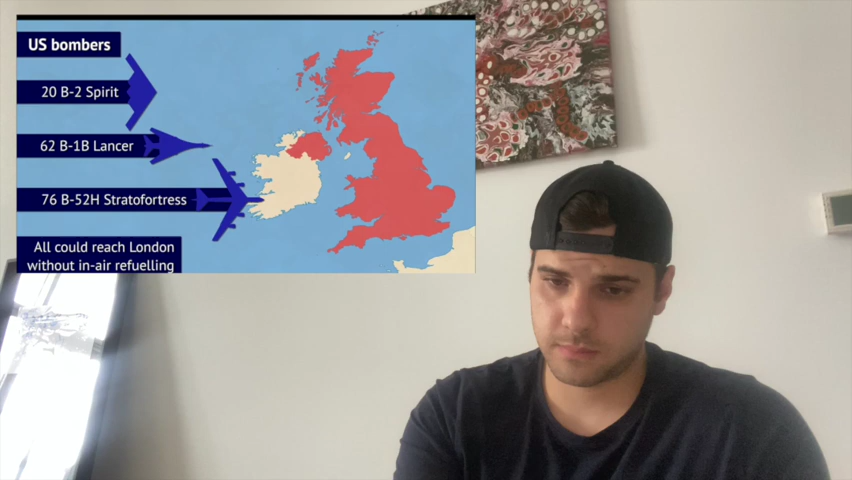 US bombers
20 B-2 Spirit
62 B-1B Lancer
76 B-52H Stratofortress
All could reach London
without in-air refuelling